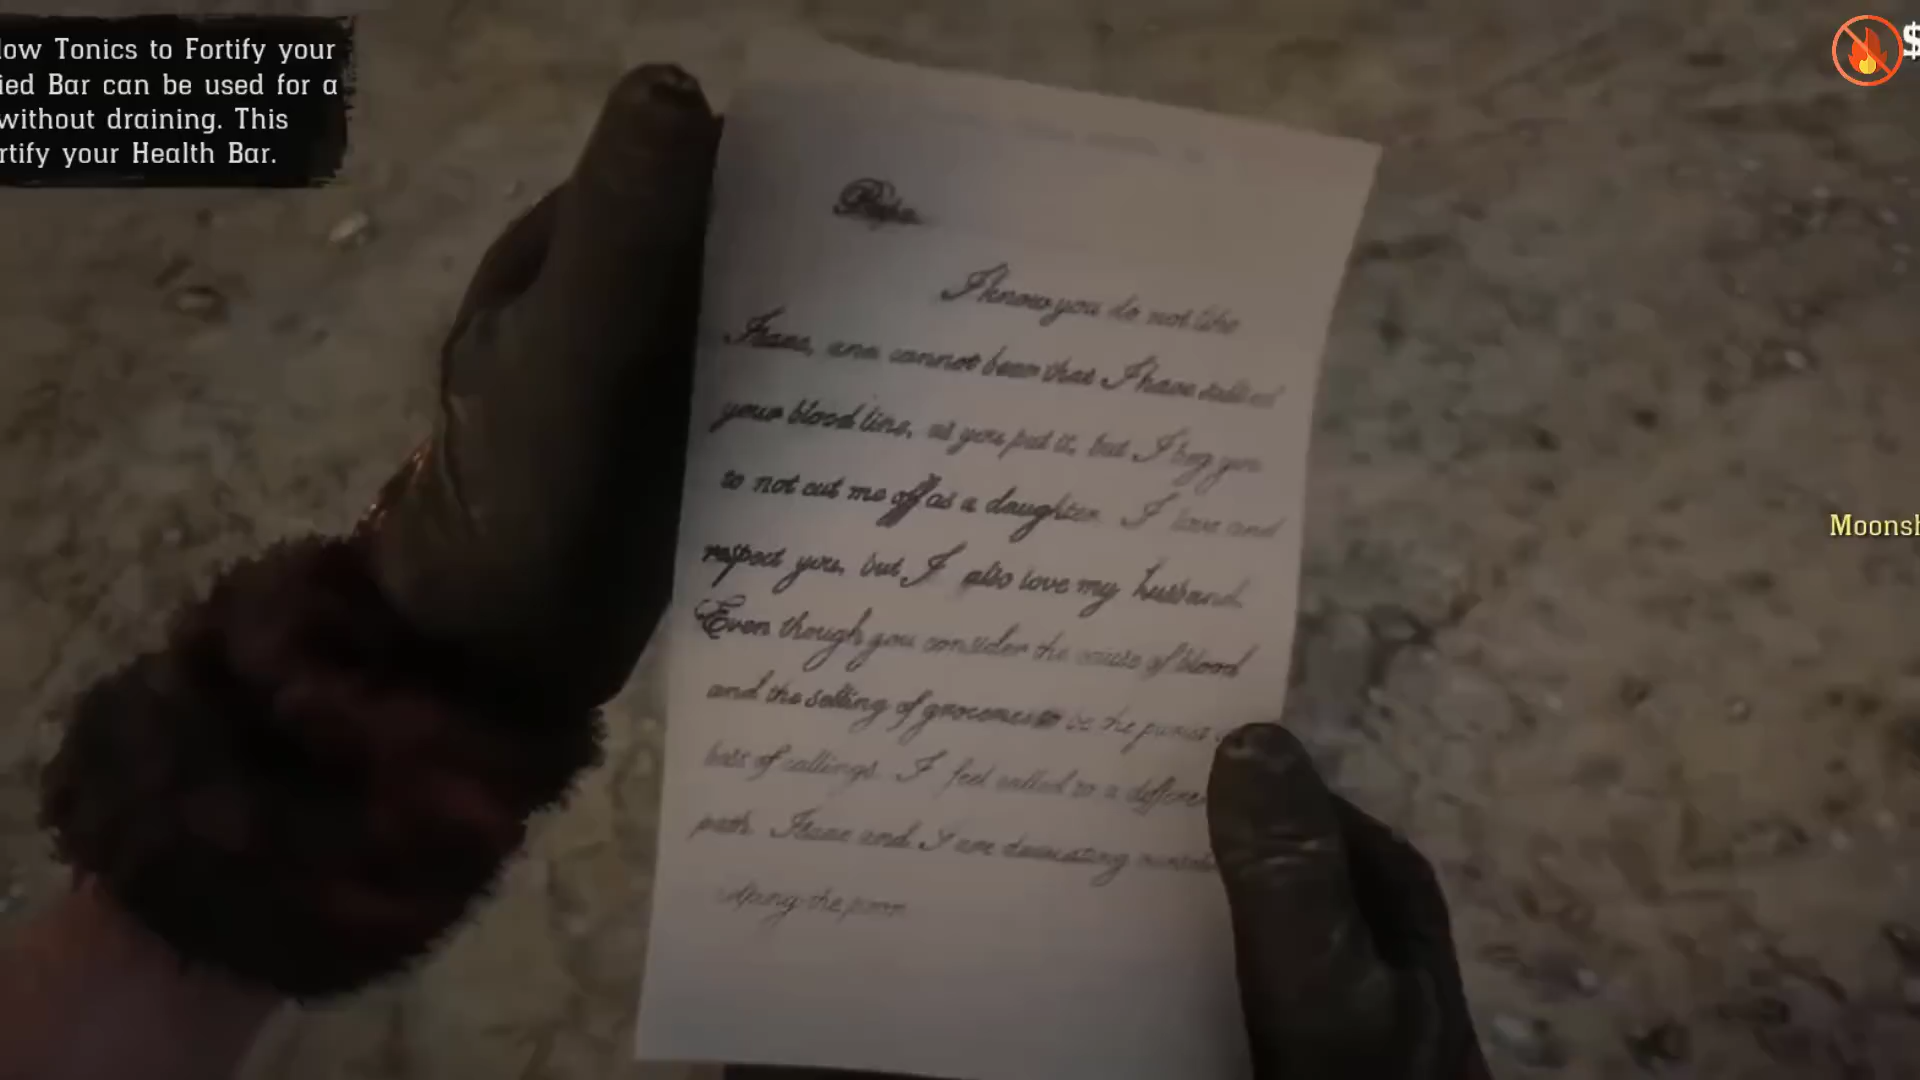 low Tonics to Fortify your
ied Bar can be used for a
without draining. This
rtify your Health Bar.
$
Moonsh
Papa,
I know you do not like
Isaac, and cannot bear that I have sullied
your blood line, as you put it, but I beg you
to not cut me off as a daughter. I love and
respect you, but I also love my husband.
Even though you consider the of blood
and the selling of groceries to be the purist
of callings. I feel called to a differen
path. Isaac and I are dedicating
the poor